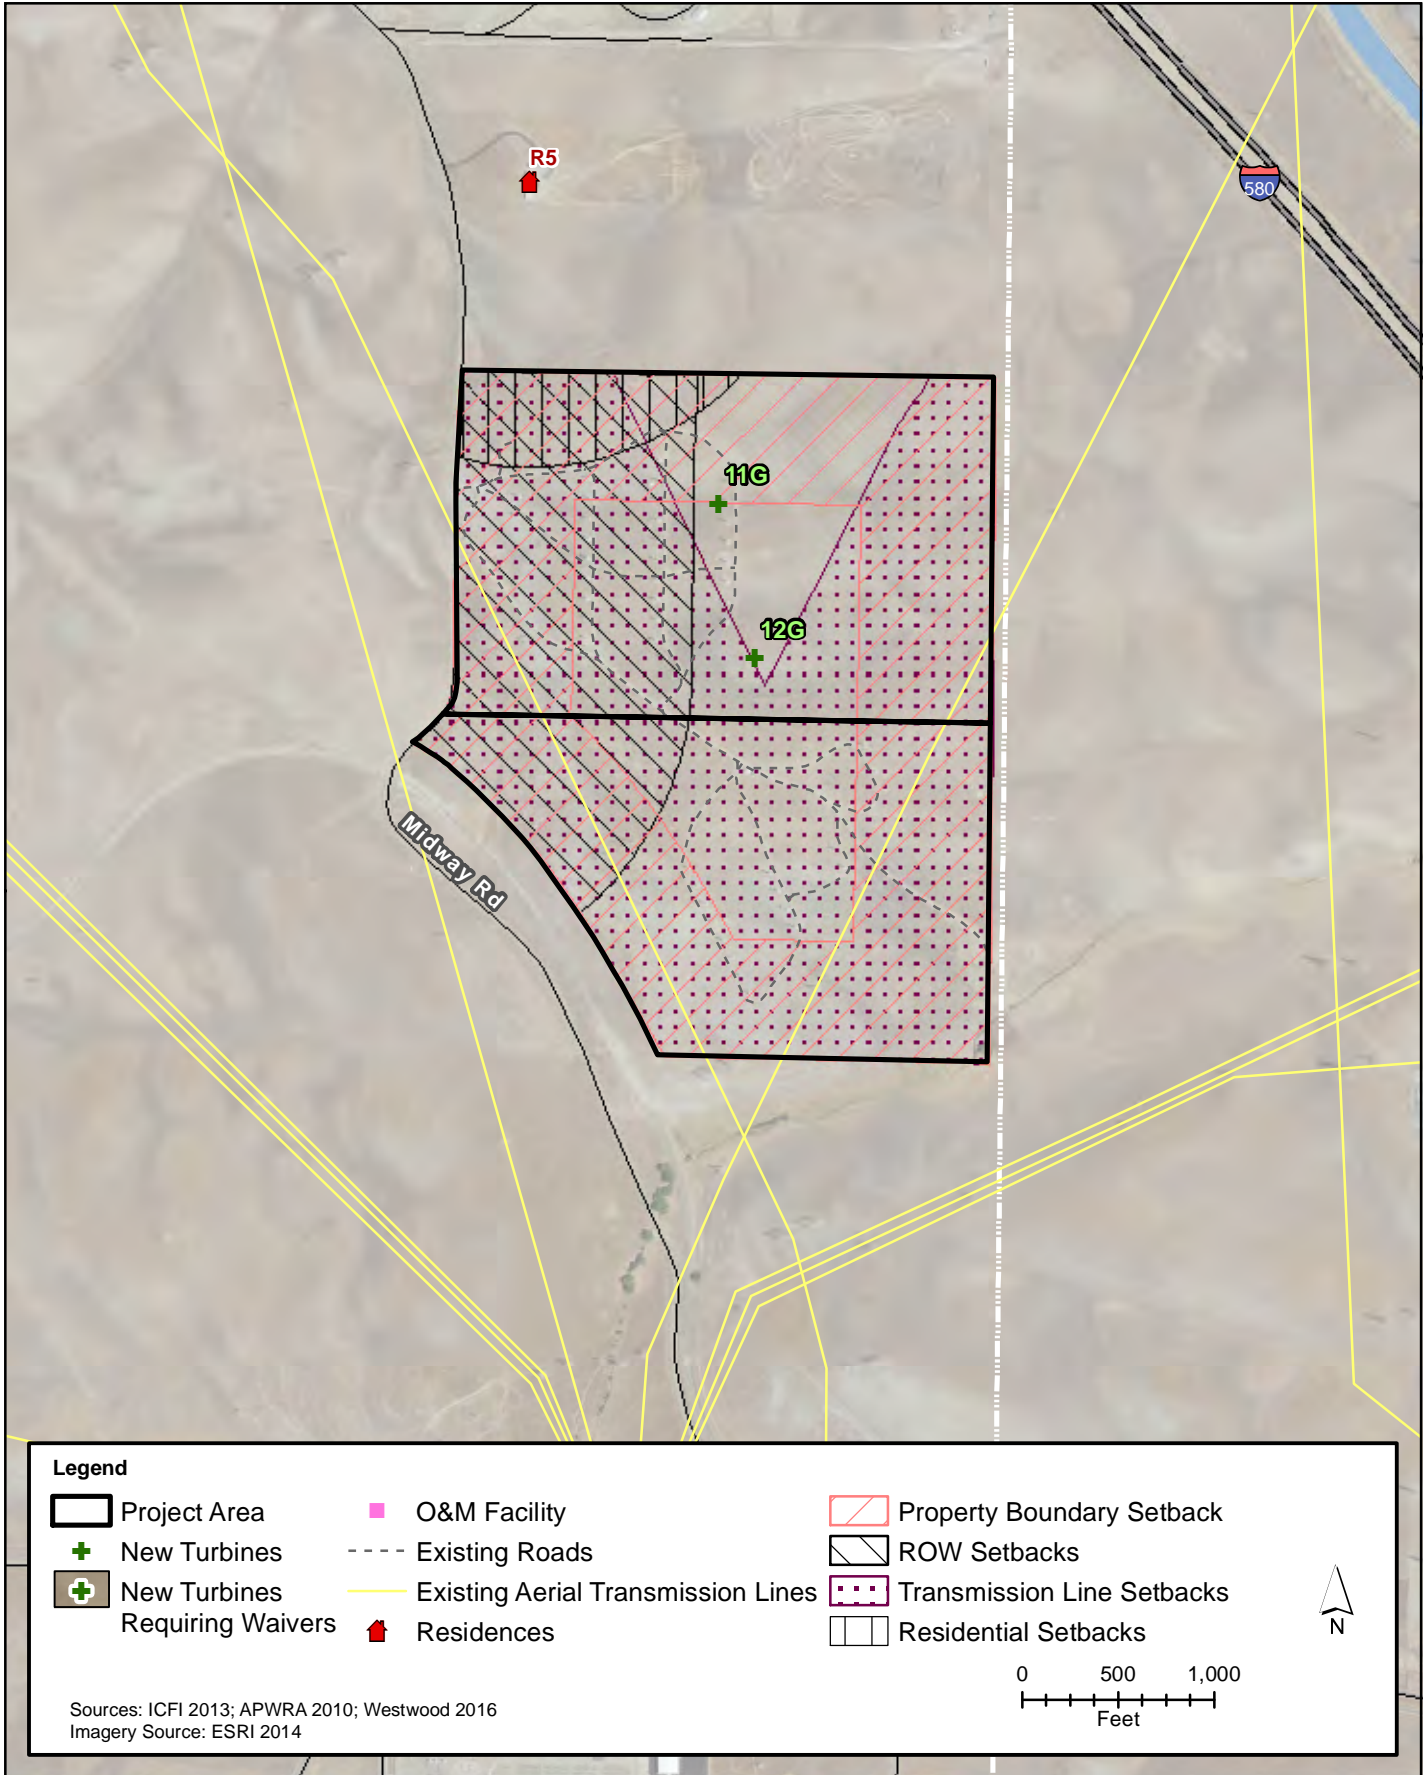 R5
580
11G
12G
Midway Rd
Legend
Project Area
New Turbines
New Turbines
Requiring Waivers
O&M Facility
Existing Roads
Existing Aerial Transmission Lines
Residences
Property Boundary Setback
ROW Setbacks
Transmission Line Setbacks
Residential Setbacks
N
0 500 1,000
Feet
Sources: ICFI 2013; APWRA 2010; Westwood 2016
Imagery Source: ESRI 2014